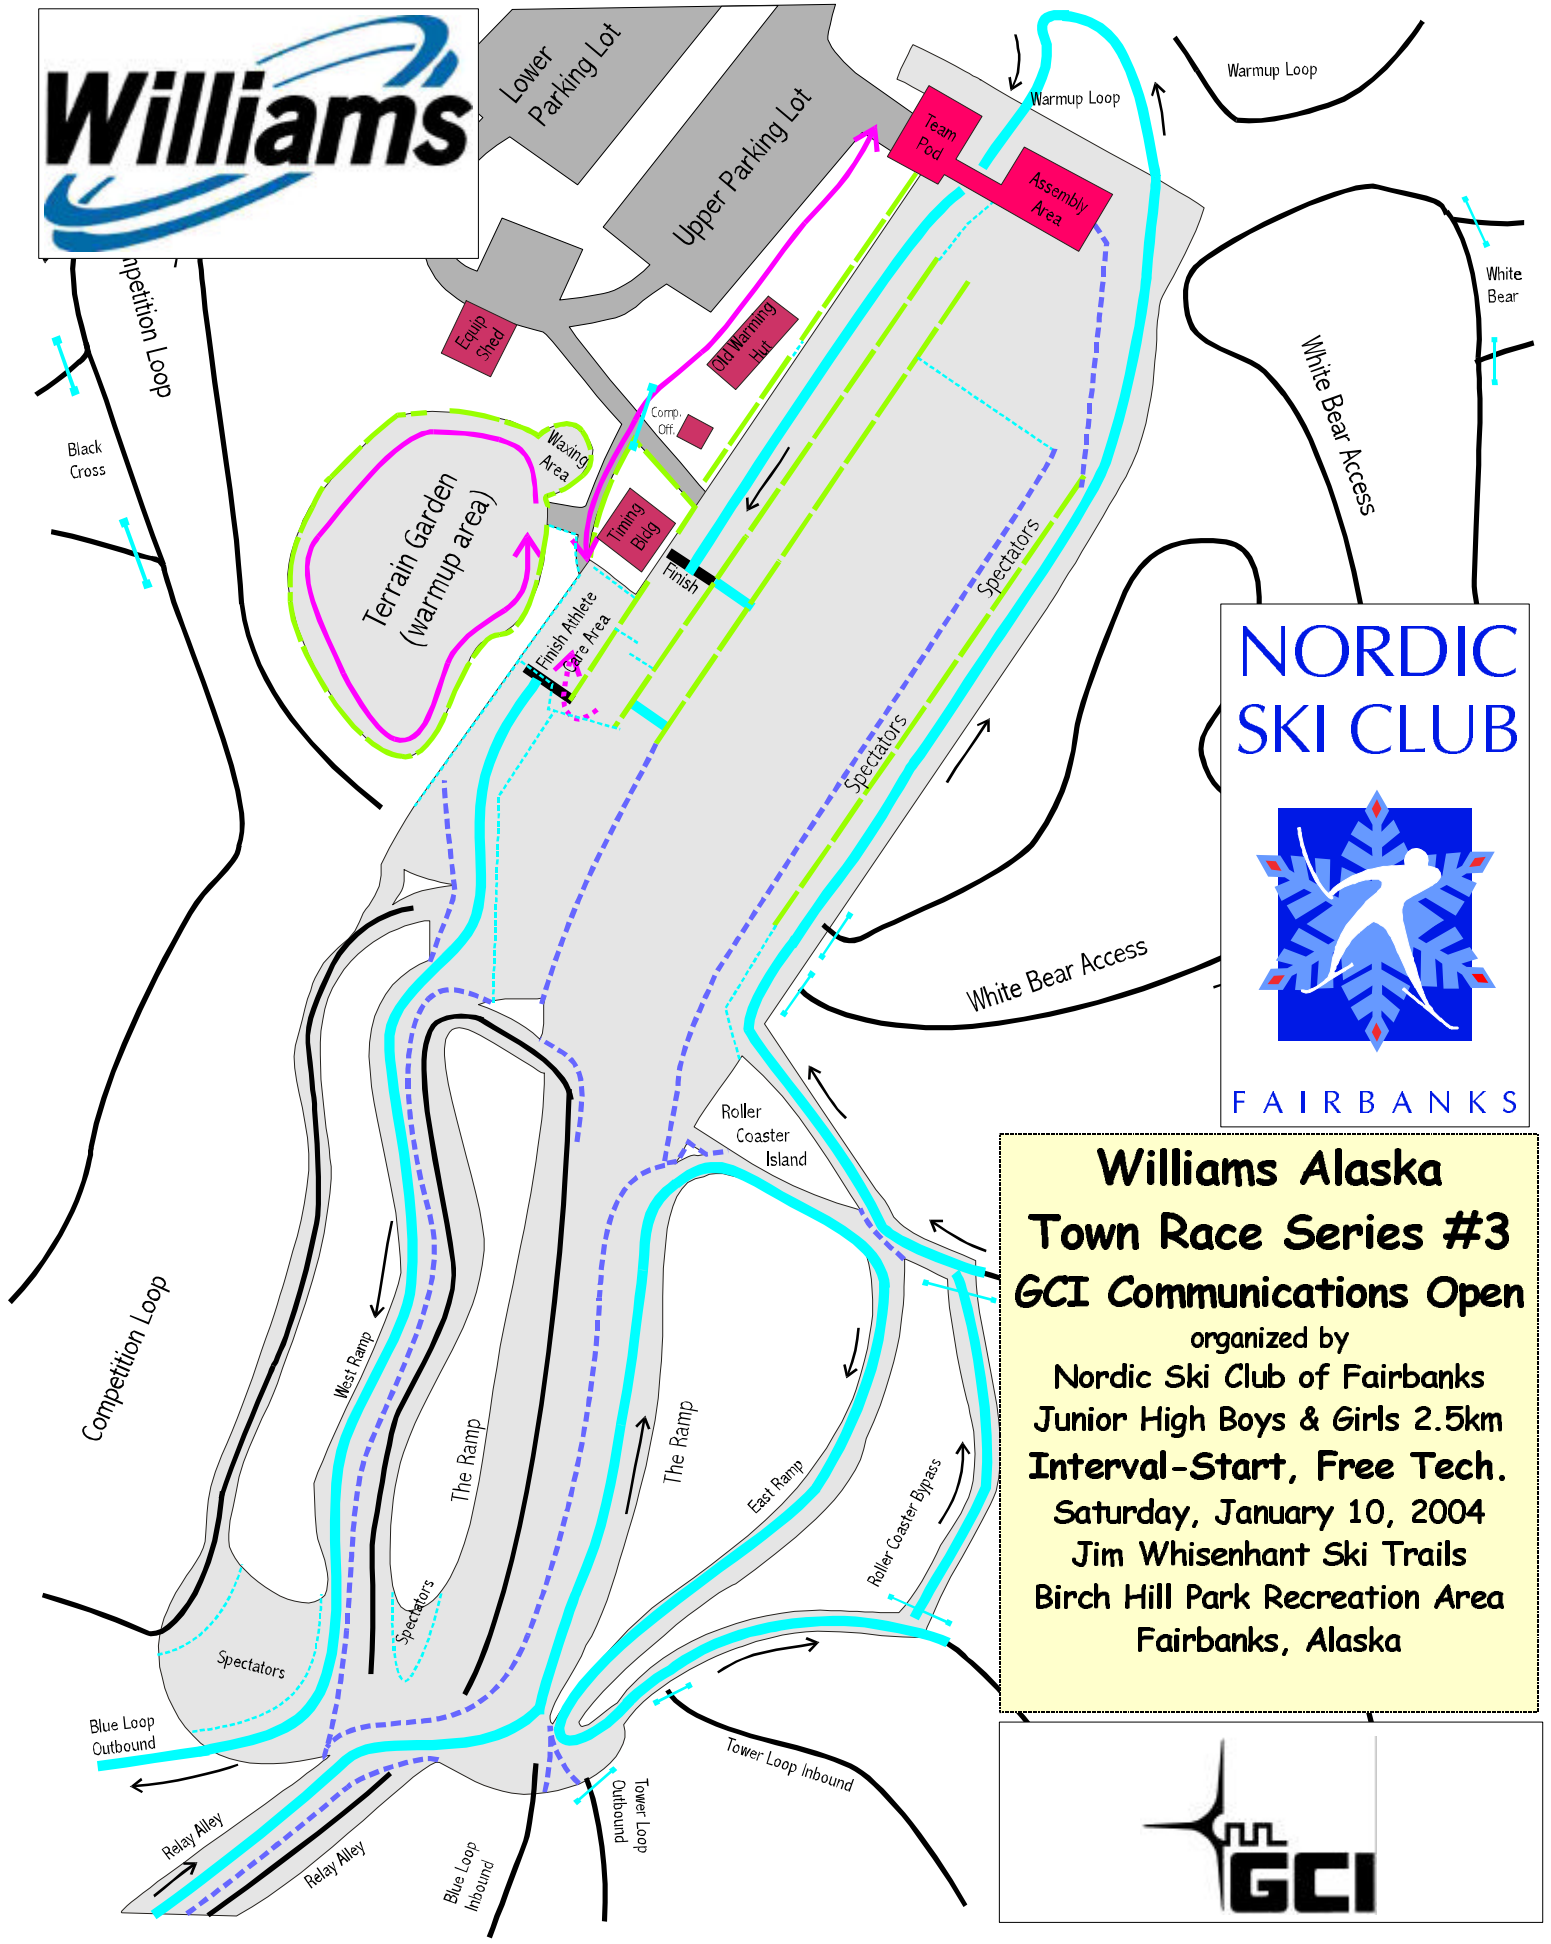 Williams
Lower
Parking Lot
Upper Parking Lot
Warmup Loop
Warmup Loop
Team
Pod
Assembly
Area
White
Bear
mpetition Loop
Equip
Shed
Old Warming
Hut
Comp.
Off.
White Bear Access
Black
Cross
Waxing
Area
Terrain Garden
(warmup area)
Timing
Bldg
Finish
Spectators
Finish Athlete
Care Area
NORDIC
SKI CLUB
FAIRBANKS
Spectators
White Bear Access
Roller
Coaster
Island
Williams Alaska
Town Race Series #3
GCI Communications Open
organized by
Nordic Ski Club of Fairbanks
Junior High Boys & Girls 2.5km
Interval-Start, Free Tech.
Saturday, January 10, 2004
Jim Whisenhant Ski Trails
Birch Hill Park Recreation Area
Fairbanks, Alaska
Competition Loop
West Ramp
The Ramp
The Ramp
East Ramp
Roller Coaster Bypass
Spectators
Spectators
Blue Loop
Outbound
Tower Loop Inbound
Tower Loop
Outbound
Relay Alley
Relay Alley
Blue Loop
Inbound
GCI